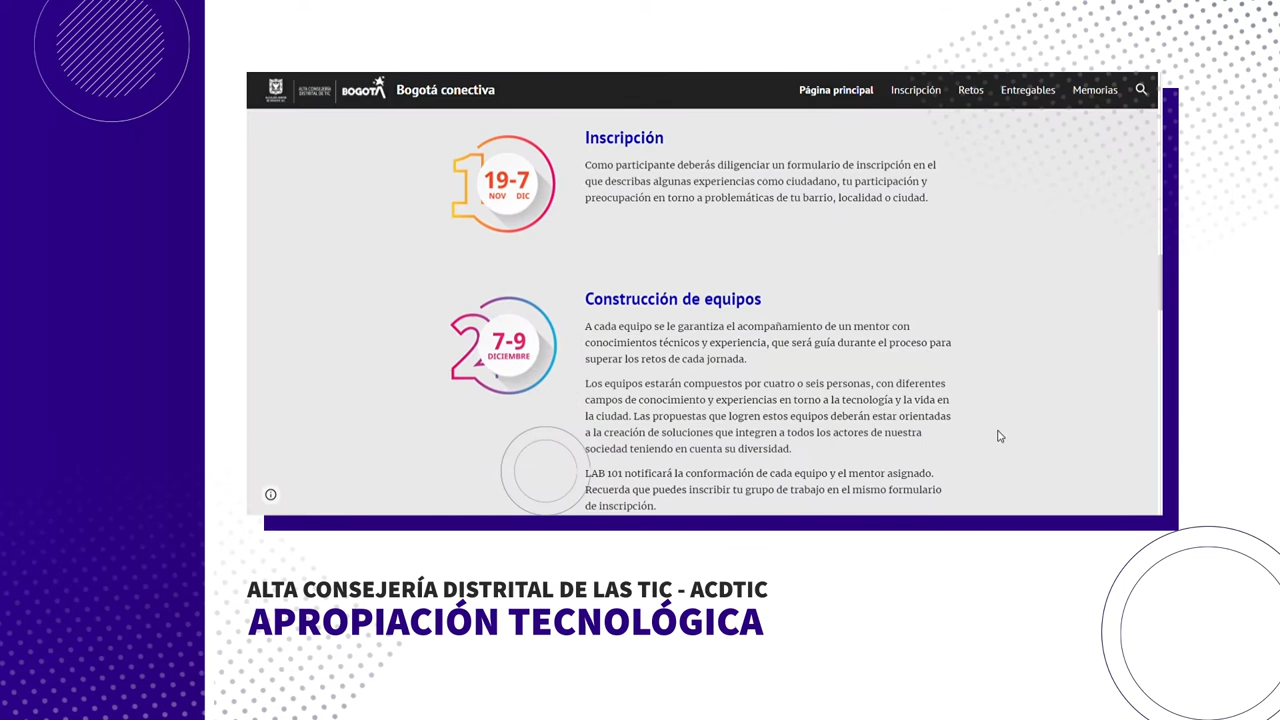 ALTA CONSEJERÍA
DISTRITAL DE TIC
BOGOTÁ
Bogotá conectiva
Página principal
Inscripción
Retos
Entregables
Memorias
1
19-7
NOV DIC
Inscripción
Como participante deberás diligenciar un formulario de inscripción en el
que describas algunas experiencias como ciudadano, tu participación y
preocupación en torno a problemáticas de tu barrio, localidad o ciudad.
2
7-9
DICIEMBRE
Construcción de equipos
A cada equipo se le garantiza el acompañamiento de un mentor con
conocimientos técnicos y experiencia, que será guía durante el proceso para
superar los retos de cada jornada.
Los equipos estarán compuestos por cuatro o seis personas, con diferentes
campos de conocimiento y experiencias en torno a la tecnología y la vida en
la ciudad. Las propuestas que logren estos equipos deberán estar orientadas
a la creación de soluciones que integren a todos los actores de nuestra
sociedad teniendo en cuenta su diversidad.
LAB 101 notificará la conformación de cada equipo y el mentor asignado.
Recuerda que puedes inscribir tu grupo de trabajo en el mismo formulario
de inscripción.
ALTA CONSEJERÍA DISTRITAL DE LAS TIC - ACDTIC
APROPIACIÓN TECNOLÓGICA